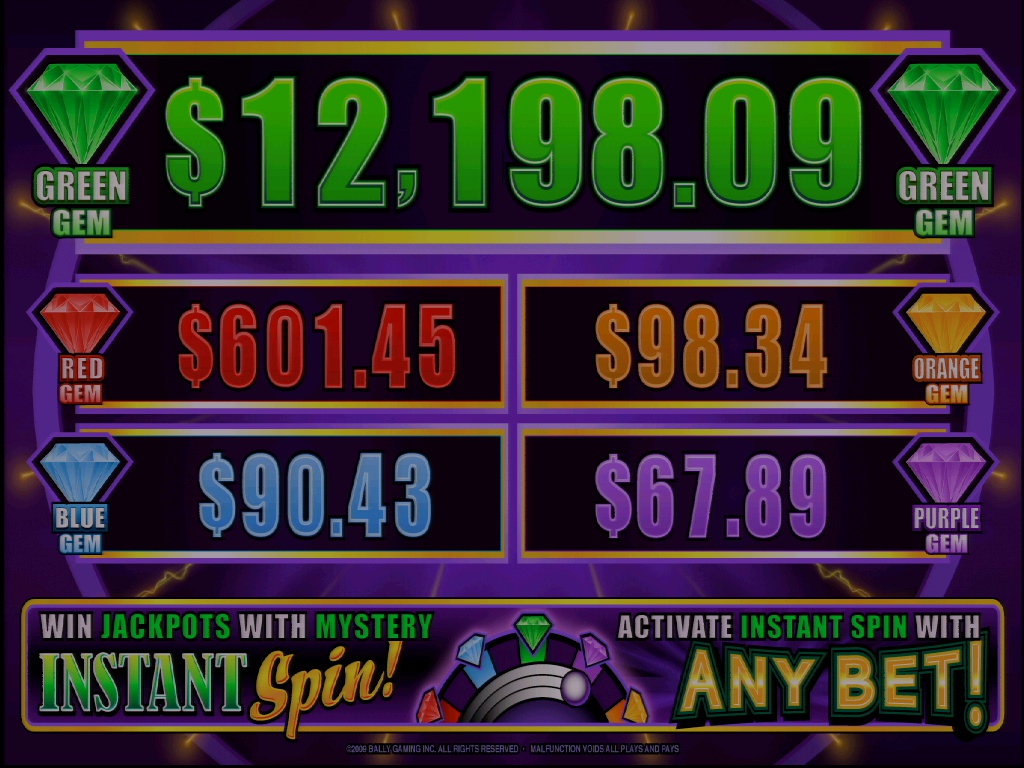 $12,198.09
GREEN
GEM
GREEN
GEM
$601.45
RED
GEM
$98.34
ORANGE
GEM
$90.43
BLUE
GEM
$67.89
PURPLE
GEM
WIN JACKPOTS WITH MYSTERY
INSTANT Spin!
ACTIVATE INSTANT SPIN WITH
ANY BET!
©2009 BALLY GAMING INC. ALL RIGHTS RESERVED • MALFUNCTION VOIDS ALL PLAYS AND PAYS